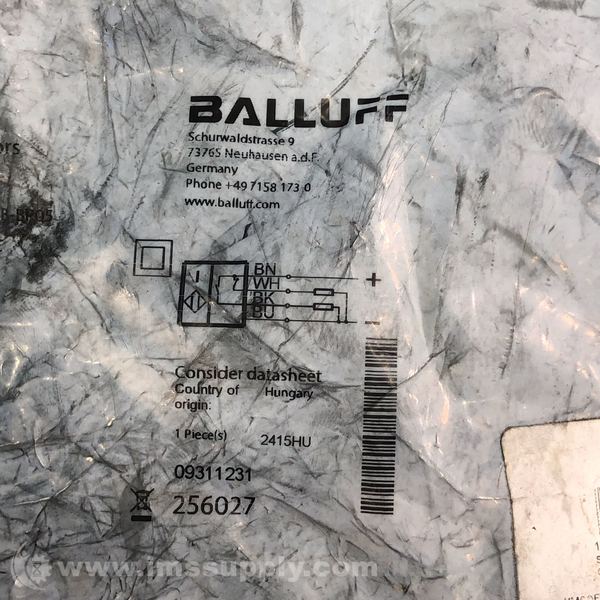 BALLUFF
Schurwaldstrasse 9
73765 Neuhausen a.d.F.
Germany
Phone +49 7158 173 0
www.balluff.com
BN
WH
BK
BU
+
−
Consider datasheet
Country of origin: Hungary
1 Piece(s) 2415HU
09311231
256027
www.imssupply.com